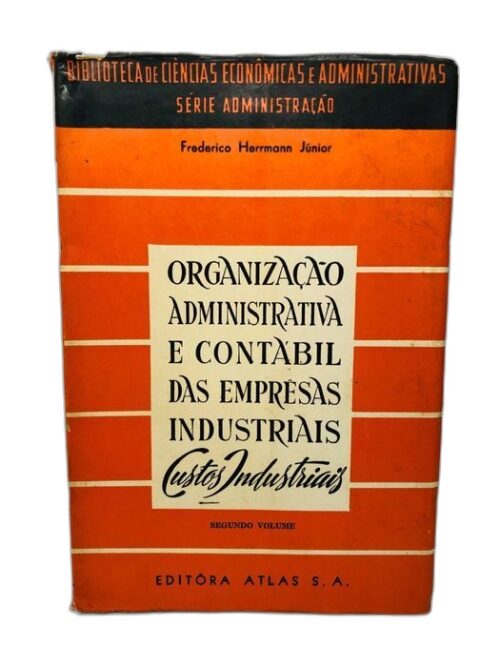 BIBLIOTECA DE CIÊNCIAS ECONÔMICAS E ADMINISTRATIVAS
SÉRIE ADMINISTRAÇÃO
Frederico Herrmann Júnior
ORGANIZAÇÃO
ADMINISTRATIVA
E CONTÁBIL
DAS EMPRÊSAS
INDUSTRIAIS
Custos Industriais
SEGUNDO VOLUME
EDITÔRA ATLAS S. A.